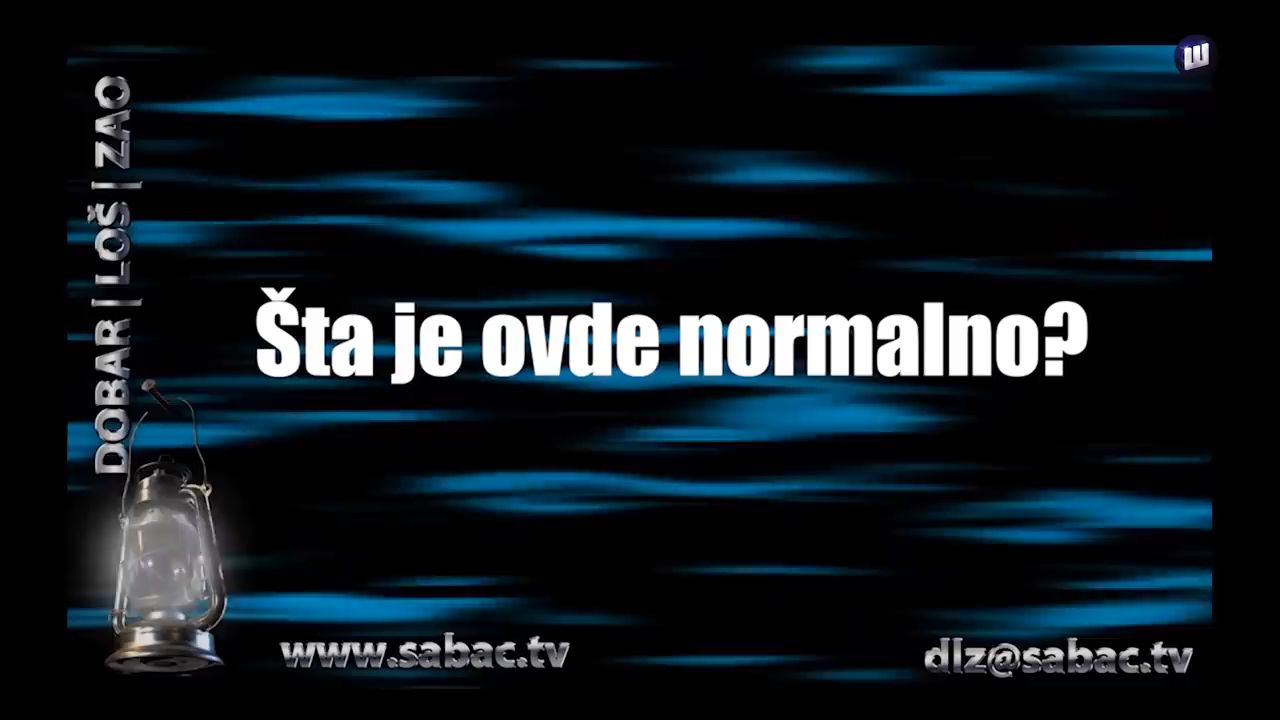 DOBAR | LOŠ | ZAO
Šta je ovde normalno?
www.sabac.tv
dlz@sabac.tv
Ш